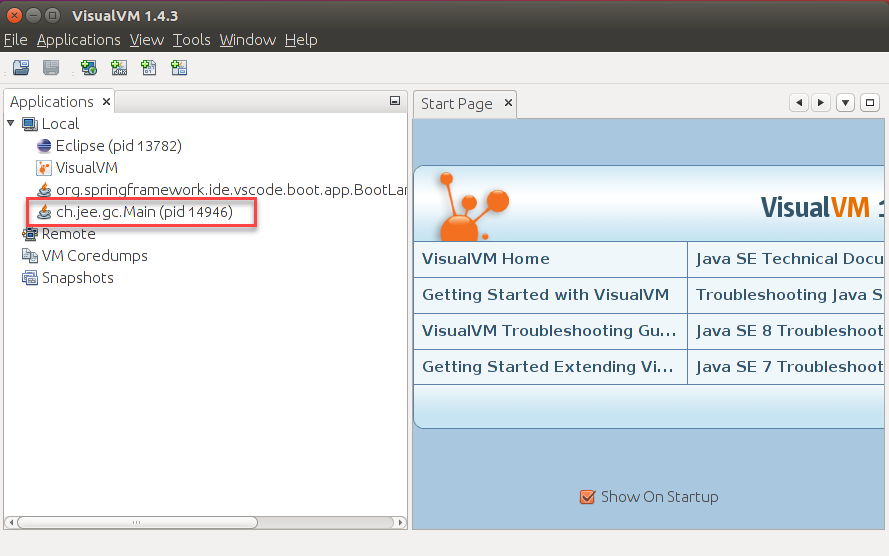 VisualVM 1.4.3
File Applications View Tools Window Help
Applications
Start Page
Local
Eclipse (pid 13782)
VisualVM
org.springframework.ide.vscode.boot.app.BootLan
ch.jee.gc.Main (pid 14946)
Remote
VM Coredumps
Snapshots
VisualVM 1
VisualVM Home
Java SE Technical Docu
Getting Started with VisualVM
Troubleshooting Java S
VisualVM Troubleshooting Gu...
Java SE 8 Troubleshoot
Getting Started Extending Vi...
Java SE 7 Troubleshoot
Show On Startup